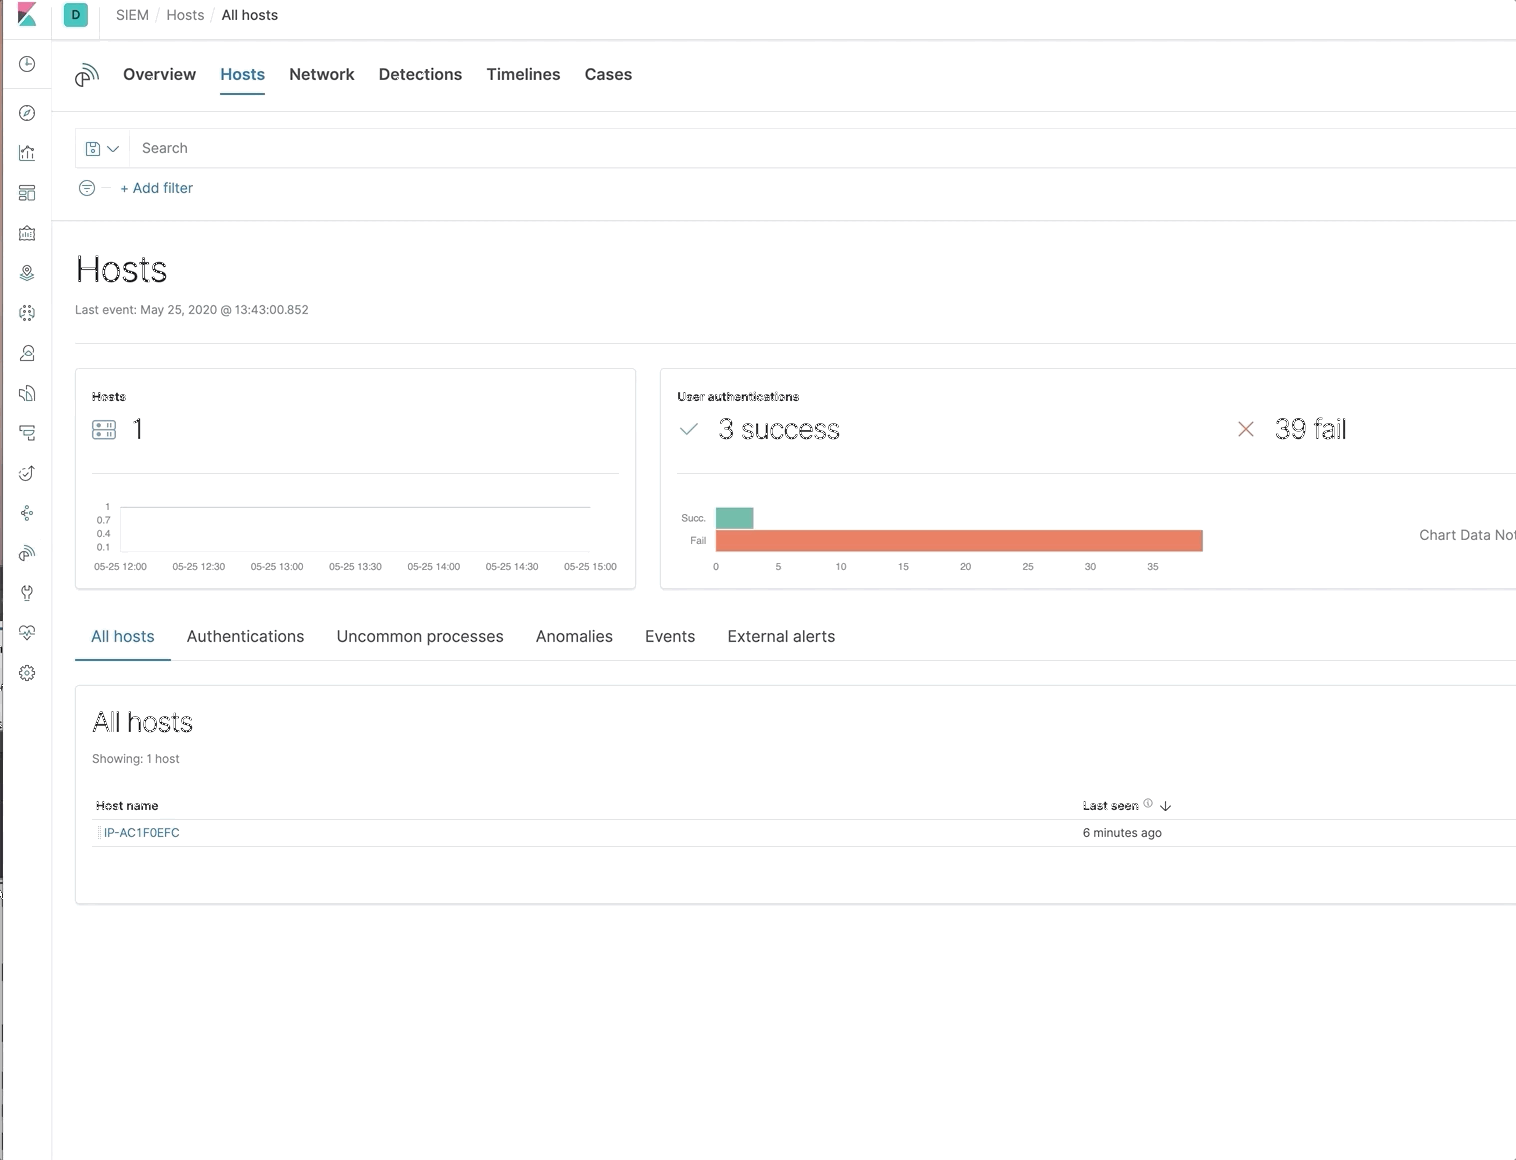 D SIEM / Hosts / All hosts
Overview Hosts Network Detections Timelines Cases
Search
+ Add filter
Hosts
Last event: May 25, 2020 @ 13:43:00.852
Hosts
1
1
0.7
0.4
0.1
05-25 12:00 05-25 12:30 05-25 13:00 05-25 13:30 05-25 14:00 05-25 14:30 05-25 15:00
User authentications
3 success 39 fail
Succ.
Fail
0 5 10 15 20 25 30 35
Chart Data Not
All hosts Authentications Uncommon processes Anomalies Events External alerts
All hosts
Showing: 1 host
Host name Last seen
IP-AC1F0EFC 6 minutes ago